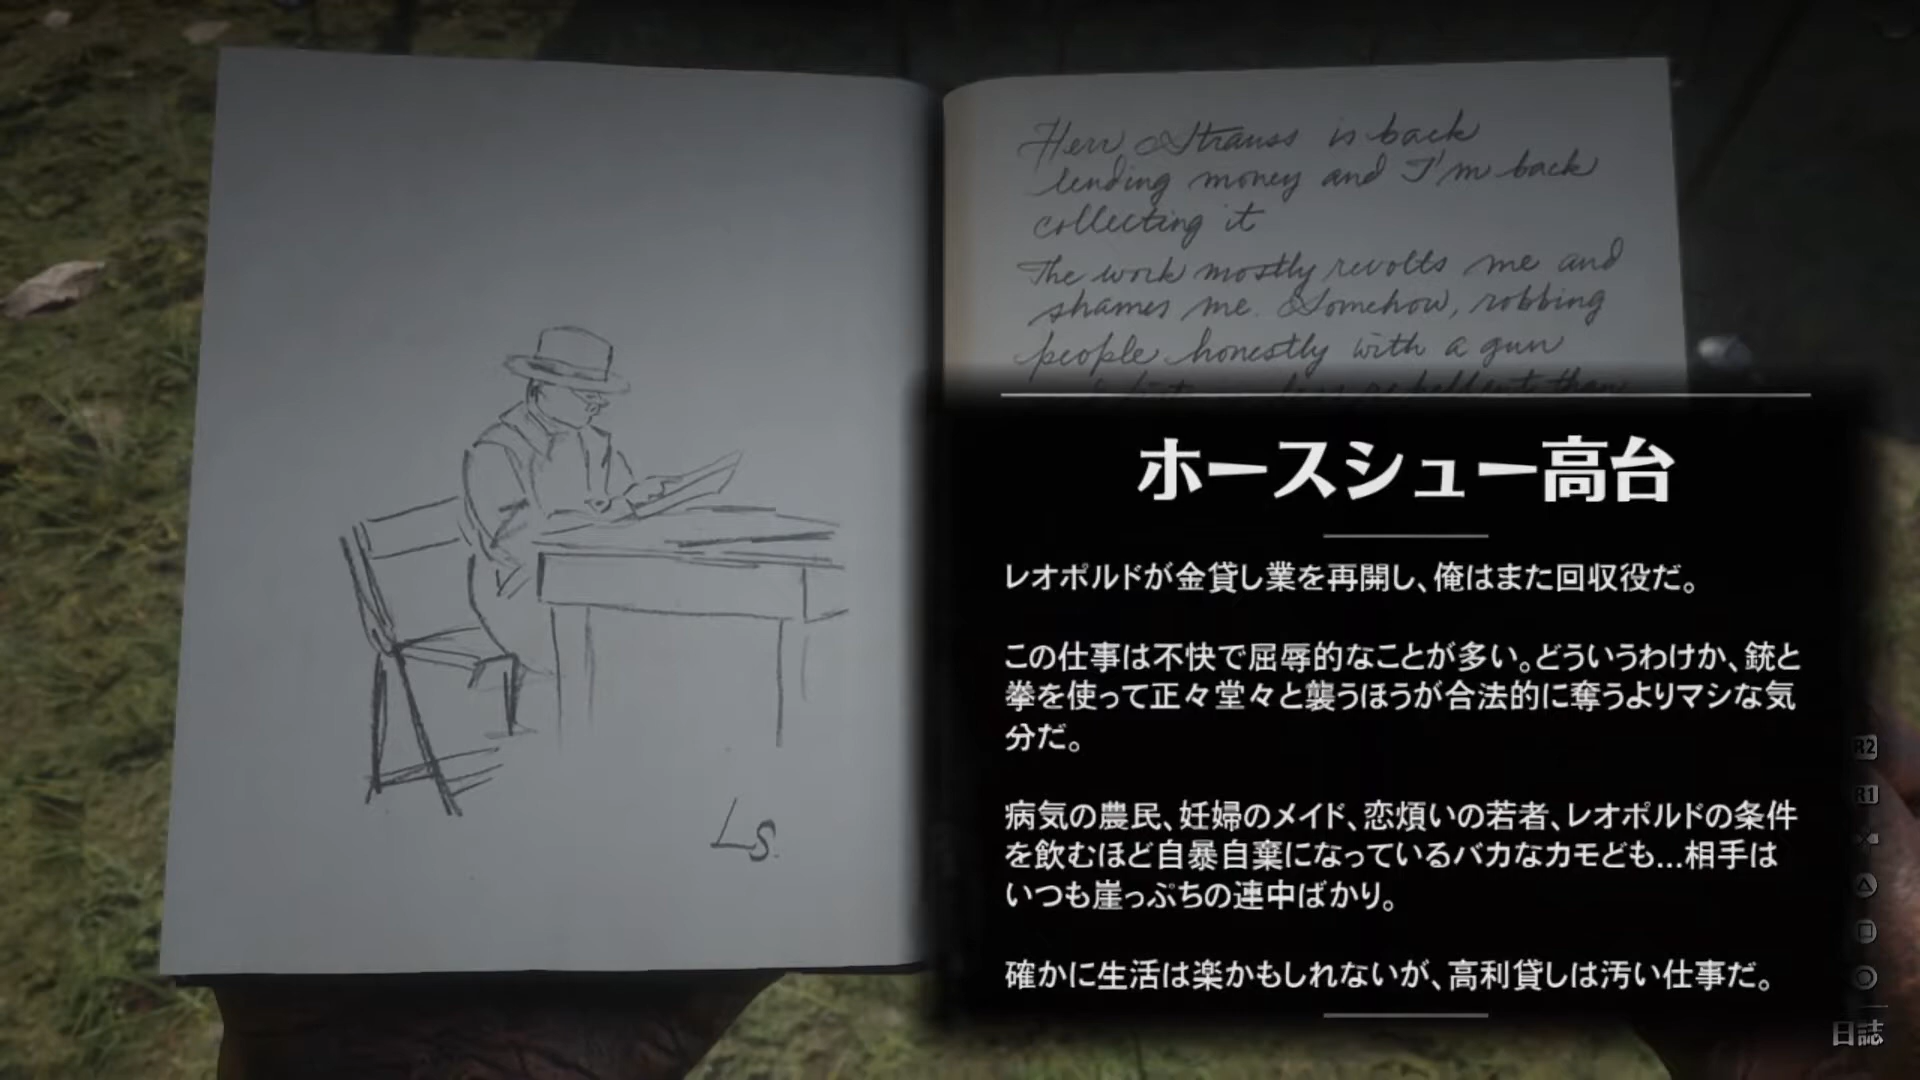 Herr Strauss is back
lending money and I'm back
collecting it
The work mostly revolts me and
shames me. Somehow, robbing
people honestly with a gun
less repellent than
LS.
ホースシュー高台
レオポルドが金貸し業を再開し、俺はまた回収役だ。
この仕事は不快で屈辱的なことが多い。どういうわけか、銃と
拳を使って正々堂々と襲うほうが合法的に奪うよりマシな気
分だ。
病気の農民、妊婦のメイド、恋煩いの若者、レオポルドの条件
を飲むほど自暴自棄になっているバカなカモども...相手は
いつも崖っぷちの連中ばかり。
確かに生活は楽かもしれないが、高利貸しは汚い仕事だ。
R2
R1
日誌